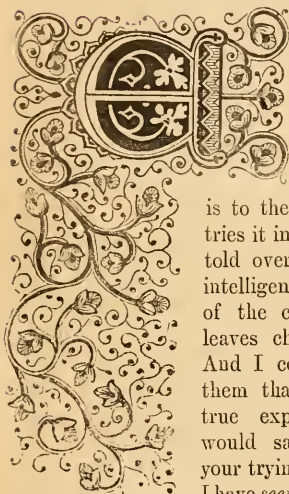 E
is to the
tries it in
told over
intelligen
of the c
leaves ch
And I co
them tha
true exp
would sa
your tryin
I have seen